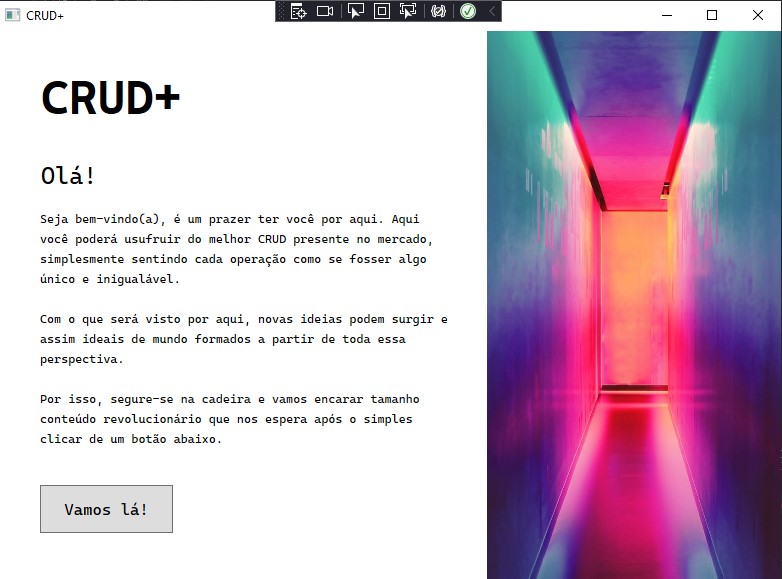 CRUD+
CRUD+
Olá!
Seja bem-vindo(a), é um prazer ter você por aqui. Aqui
você poderá usufruir do melhor CRUD presente no mercado,
simplesmente sentindo cada operação como se fosser algo
único e inigualável.
Com o que será visto por aqui, novas ideias podem surgir e
assim ideais de mundo formados a partir de toda essa
perspectiva.
Por isso, segure-se na cadeira e vamos encarar tamanho
conteúdo revolucionário que nos espera após o simples
clicar de um botão abaixo.
Vamos lá!